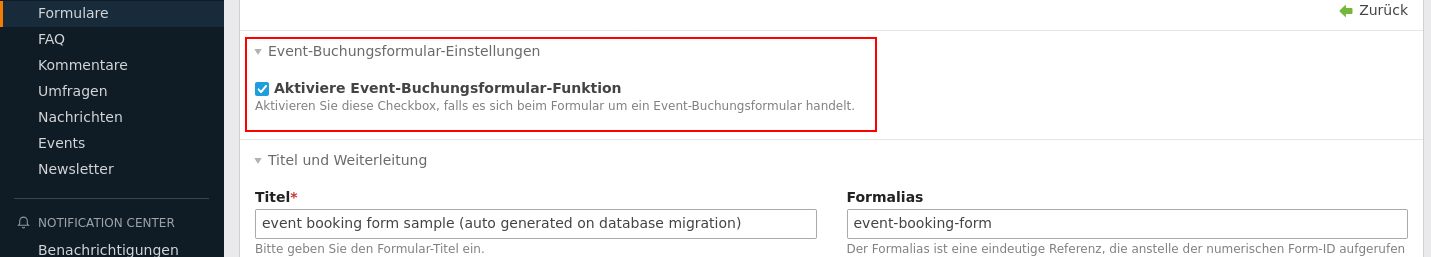 Formulare
FAQ
Kommentare
Umfragen
Nachrichten
Events
Newsletter
NOTIFICATION CENTER
Benachrichtigungen
Zurück
Event-Buchungsformular-Einstellungen
Aktiviere Event-Buchungsformular-Funktion
Aktivieren Sie diese Checkbox, falls es sich beim Formular um ein Event-Buchungsformular handelt.
Titel und Weiterleitung
Titel*
event booking form sample (auto generated on database migration)
Bitte geben Sie den Formular-Titel ein.
Formalias
event-booking-form
Der Formalias ist eine eindeutige Referenz, die anstelle der numerischen Form-ID aufgerufen